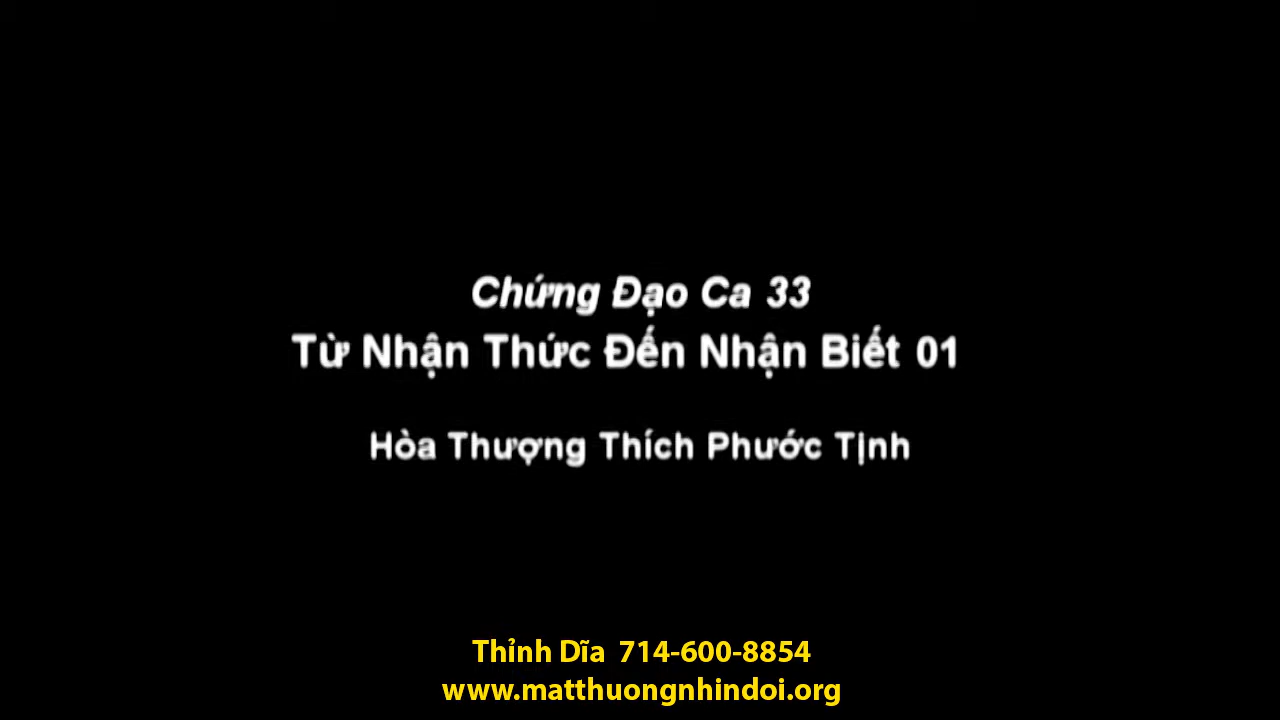 Chứng Đạo Ca 33
Từ Nhận Thức Đến Nhận Biết 01
Hòa Thượng Thích Phước Tịnh
Thỉnh Dĩa 714-600-8854
www.matthuongnhindoi.org